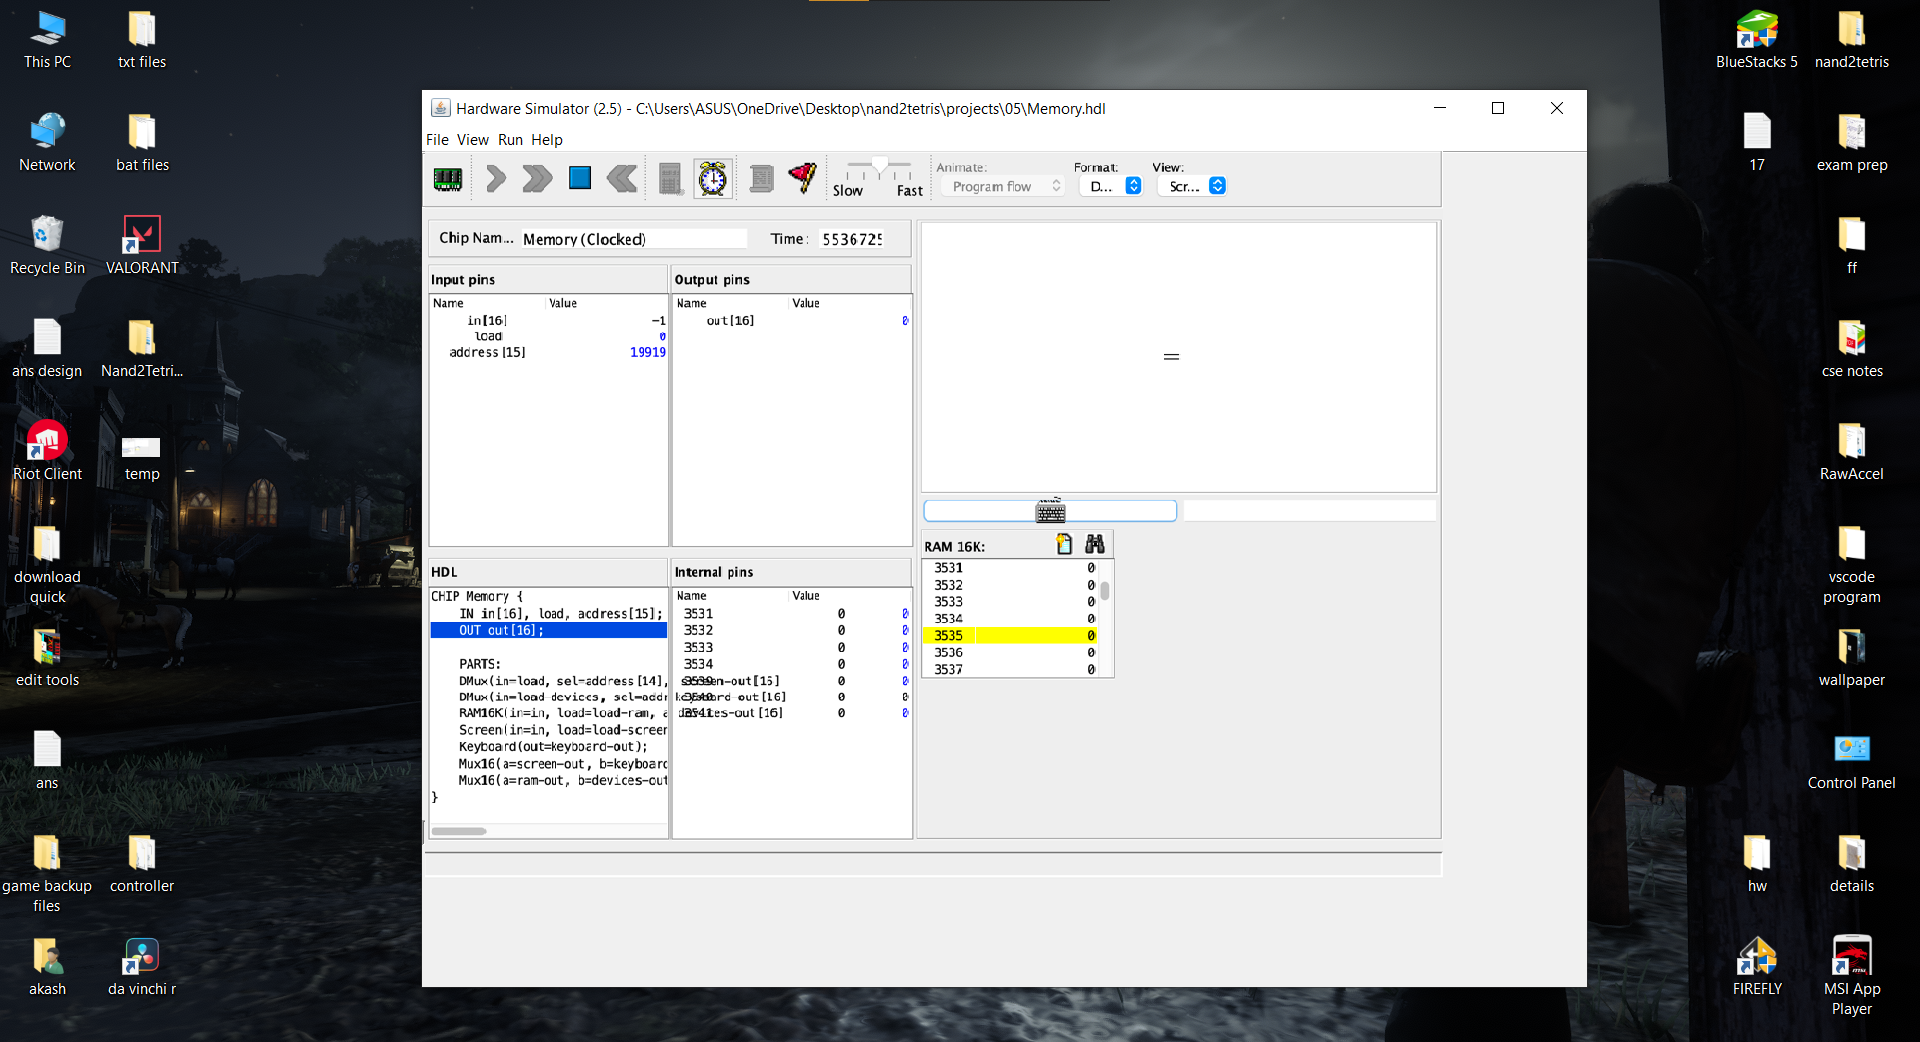 This PC
txt files
Network
bat files
Recycle Bin
VALORANT
ans design
Nand2Tetri...
Riot Client
temp
download
quick
edit tools
ans
game backup
files
controller
akash
da vinchi r
Hardware Simulator (2.5) - C:\Users\ASUS\OneDrive\Desktop\nand2tetris\projects\05\Memory.hdl
File View Run Help
Slow Fast
Animate:
Program flow
Format:
D...
View:
Scr...
Chip Nam... Memory (Clocked)
Time: 5536725
Input pins
Name Value
in[16] -1
load 0
address[15] 19919
Output pins
Name Value
out[16] 0
HDL
CHIP Memory {
IN in[16], load, address[15];
OUT out[16];
PARTS:
DMux(in=load, sel=address[14],
DMux(in=load-devices, sel=addr
RAM16K(in=in, load=load-ram, a
Screen(in=in, load=load-screen
Keyboard(out=keyboard-out);
Mux16(a=screen-out, b=keyboard
Mux16(a=ram-out, b=devices-out
}
Internal pins
Name Value
3531 0 0
3532 0 0
3533 0 0
3534 0 0
screen-out[16] 0 0
keyboard-out[16] 0
devices-out[16] 0 0
RAM 16K:
3531 0
3532 0
3533 0
3534 0
3535 0
3536 0
3537 0
BlueStacks 5
nand2tetris
17
exam prep
ff
cse notes
RawAccel
vscode
program
wallpaper
Control Panel
hw
details
FIREFLY
MSI App
Player